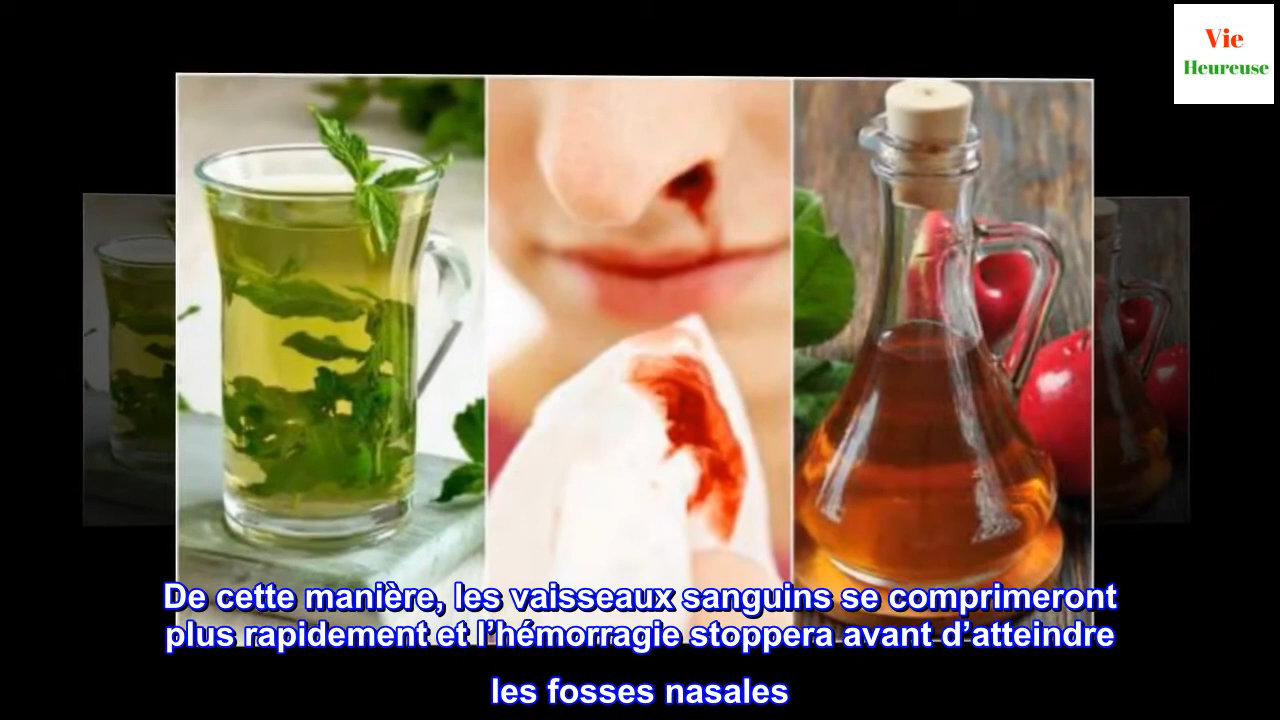 Vie
Heureuse
De cette manière, les vaisseaux sanguins se comprimeront
plus rapidement et l’hémorragie stoppera avant d’atteindre
les fosses nasales